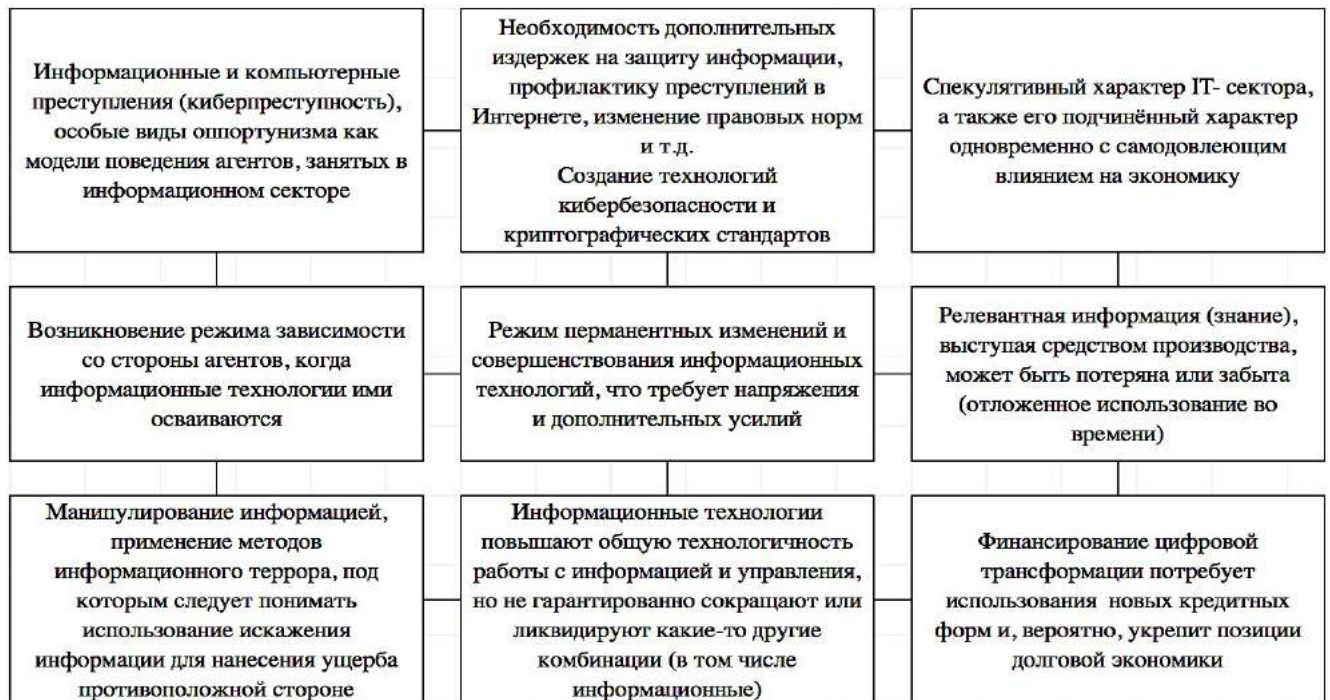 Информационные и компьютерные
преступления (киберпреступность),
особые виды оппортунизма как
модели поведения агентов, занятых в
информационном секторе
Необходимость дополнительных
издержек на защиту информации,
профилактику преступлений в
Интернете, изменение правовых норм
и т.д.
Создание технологий
кибербезопасности и
криптографических стандартов
Спекулятивный характер IT- сектора,
а также его подчинённый характер
одновременно с самодовлеющим
влиянием на экономику
Возникновение режима зависимости
со стороны агентов, когда
информационные технологии ими
осваиваются
Режим перманентных изменений и
совершенствования информационных
технологий, что требует напряжения
и дополнительных усилий
Релевантная информация (знание),
выступая средством производства,
может быть потеряна или забыта
(отложенное использование во
времени)
Манипулирование информацией,
применение методов
информационного террора, под
которым следует понимать
использование искажения
информации для нанесения ущерба
противоположной стороне
Информационные технологии
повышают общую технологичность
работы с информацией и управления,
но не гарантированно сокращают или
ликвидируют какие-то другие
комбинации (в том числе
информационные)
Финансирование цифровой
трансформации потребует
использования новых кредитных
форм и, вероятно, укрепит позиции
долговой экономики